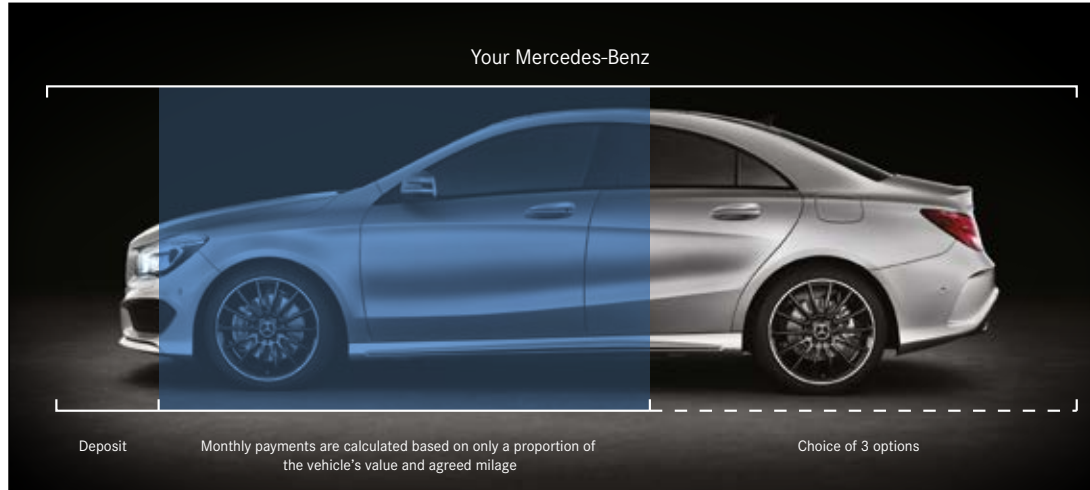 Your Mercedes-Benz
Deposit
Monthly payments are calculated based on only a proportion of
the vehicle's value and agreed milage
Choice of 3 options